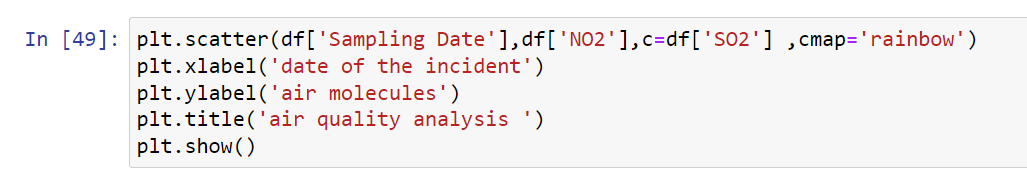 In [49]: plt.scatter(df['Sampling Date'],df['NO2'],c=df['SO2'] ,cmap='rainbow')
plt.xlabel('date of the incident')
plt.ylabel('air molecules')
plt.title('air quality analysis ')
plt.show()